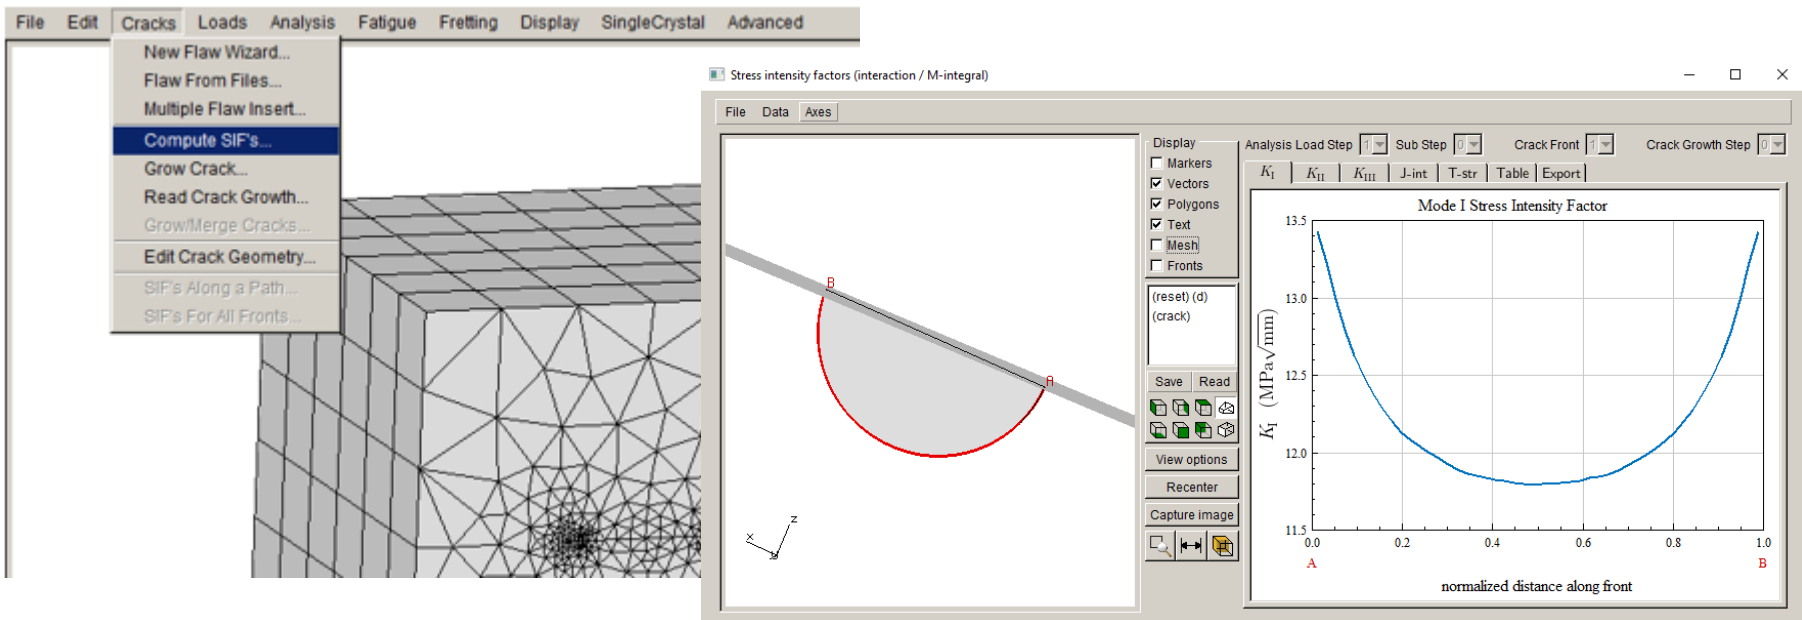 File Edit Cracks Loads Analysis Fatigue Fretting Display SingleCrystal Advanced
New Flaw Wizard...
Flaw From Files...
Multiple Flaw Insert...
Compute SIF's...
Grow Crack...
Read Crack Growth...
Grow/Merge Cracks...
Edit Crack Geometry...
SIF's Along a Path...
SIF's For All Fronts...
Stress intensity factors (interaction / M-integral)
File Data Axes
B
A
x
z
y
Display
Markers
Vectors
Polygons
Text
Mesh
Fronts
(reset) (d)
(crack)
Save Read
View options
Recenter
Capture image
Analysis Load Step 1 Sub Step 0 Crack Front 1 Crack Growth Step 0
KI KII KIII J-int T-str Table Export
Mode I Stress Intensity Factor
13.5
13.0
12.5
12.0
11.5
KI (MPa√mm)
0.0 0.2 0.4 0.6 0.8 1.0
A B
normalized distance along front